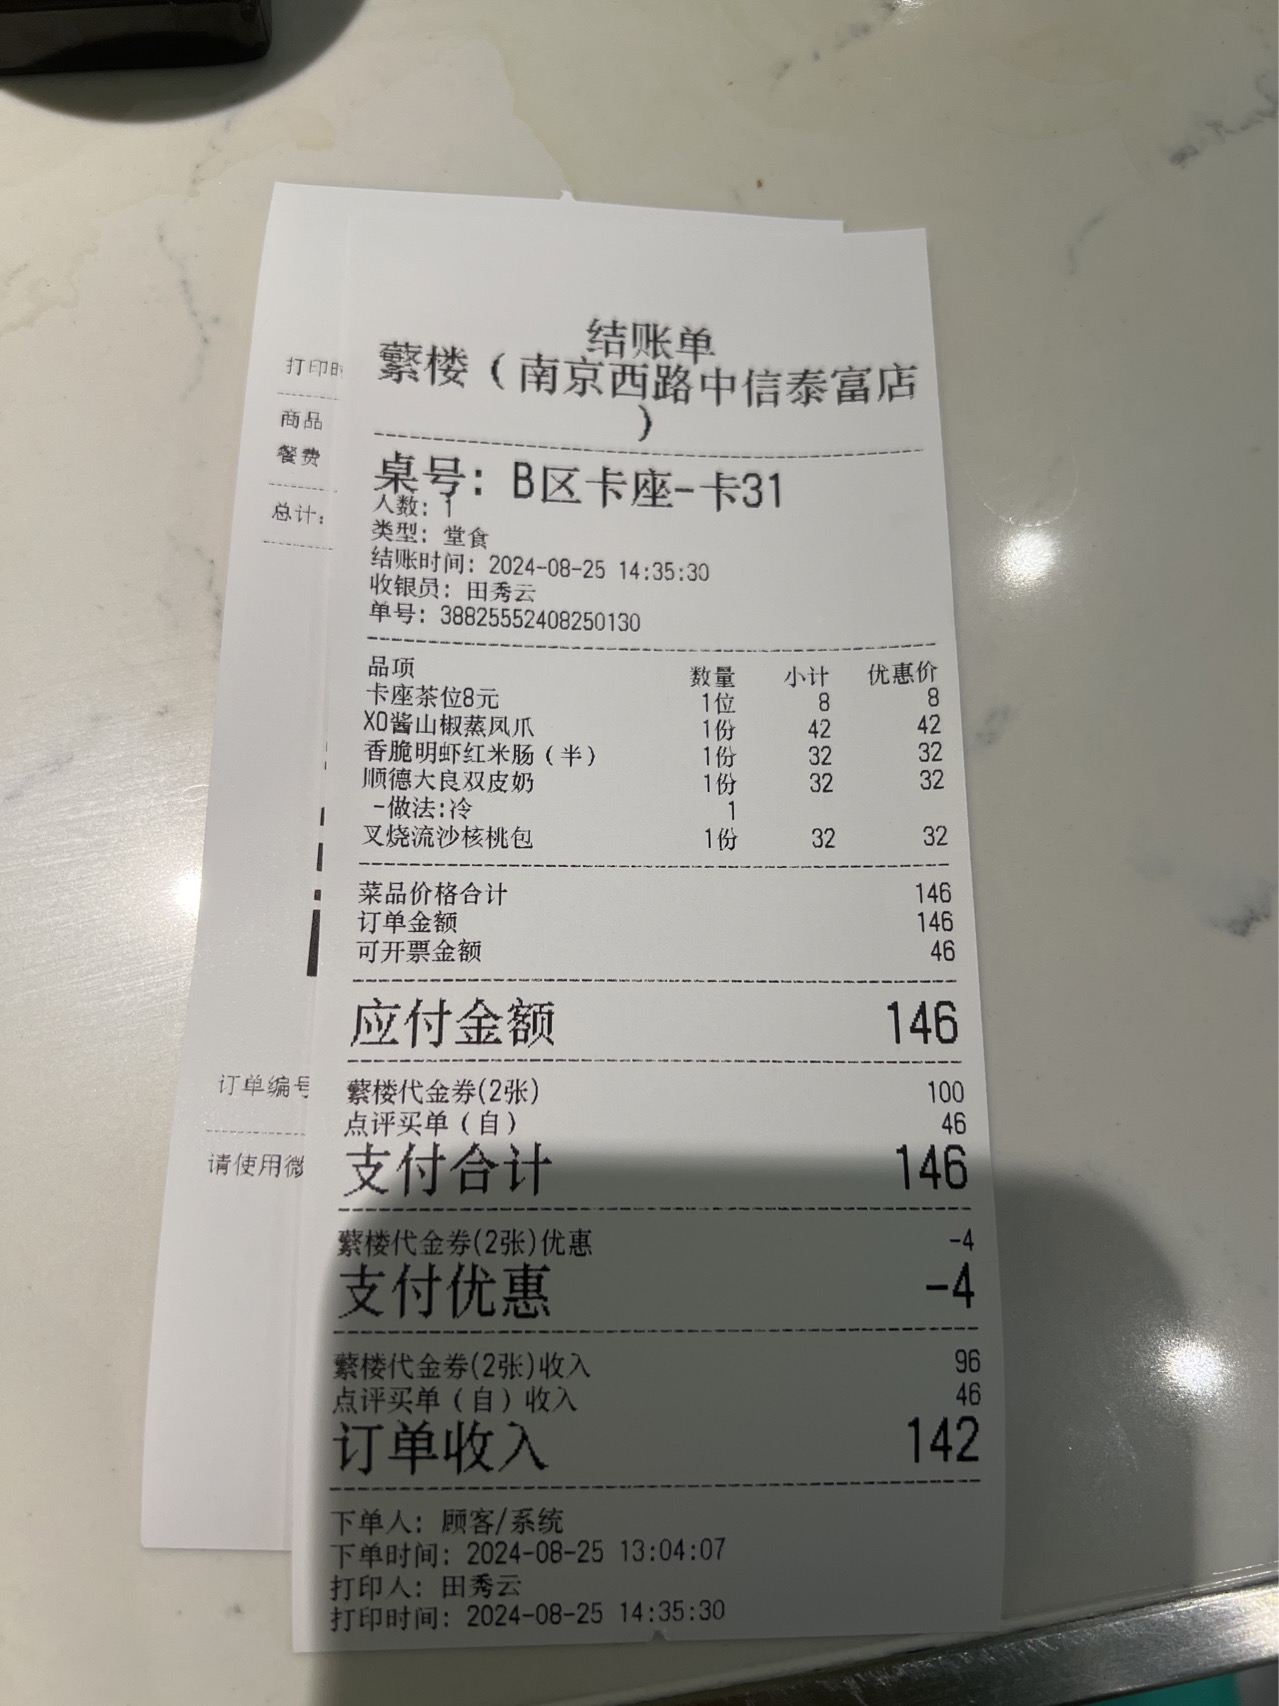 结账单
蘩楼（南京西路中信泰富店
）
桌号：B区卡座-卡31
人数：1
类型：堂食
结账时间：2024-08-25 14:35:30
收银员：田秀云
单号：38825552408250130
品项 数量 小计 优惠价
卡座茶位8元 1位 8 8
XO酱山椒蒸凤爪 1份 42 42
香脆明虾红米肠（半） 1份 32 32
顺德大良双皮奶 1份 32 32
-做法:冷 1
叉烧流沙核桃包 1份 32 32
菜品价格合计 146
订单金额 146
可开票金额 46
应付金额 146
蘩楼代金券(2张) 100
点评买单（自） 46
支付合计 146
蘩楼代金券(2张)优惠 -4
支付优惠 -4
蘩楼代金券(2张)收入 96
点评买单（自）收入 46
订单收入 142
下单人：顾客/系统
下单时间：2024-08-25 13:04:07
打印人：田秀云
打印时间：2024-08-25 14:35:30
打印时
商品
餐费
总计：
订单编号
请使用微